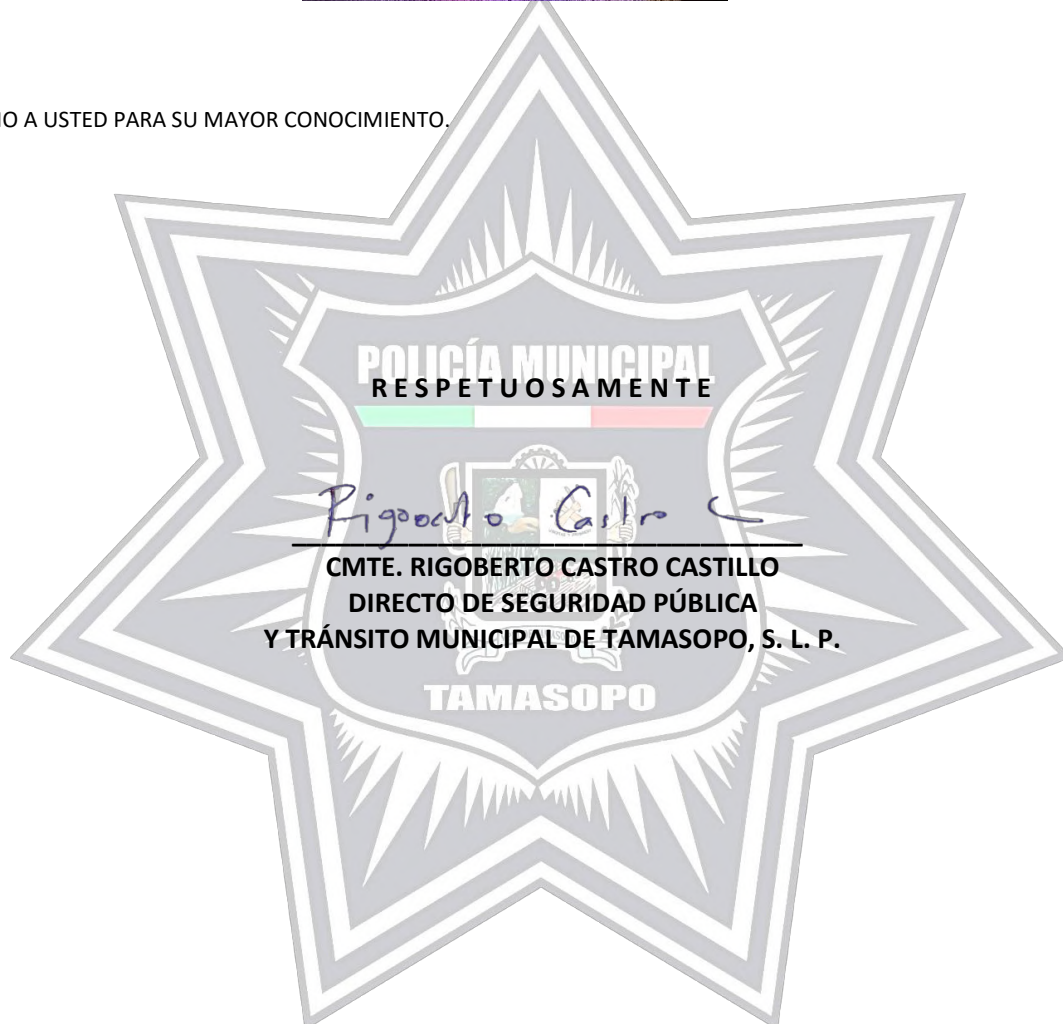 O A USTED PARA SU MAYOR CONOCIMIENTO.
POLICÍA MUNICIPAL
RESPETUOSAMENTE
Castro C
CMTE. RIGOBERTO CASTRO CASTILLO
DIRECTO DE SEGURIDAD PÚBLICA
Y TRÁNSITO MUNICIPAL DE TAMASOPO, S. L. P.
TAMASOPO